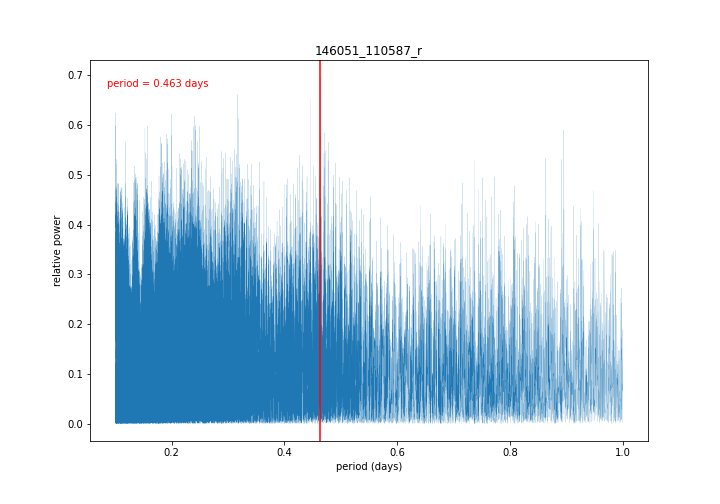 146051_110587_r
period = 0.463 days
relative power
0.7
0.6
0.5
0.4
0.3
0.2
0.1
0.0
0.2 0.4 0.6 0.8 1.0
period (days)